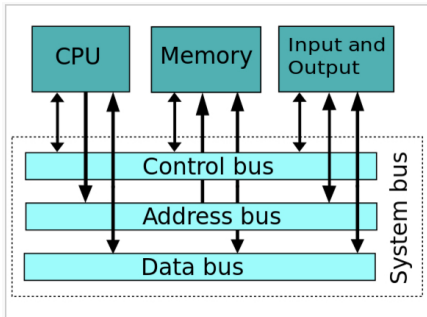 CPU
Memory
Input and
Output
Control bus
Address bus
Data bus
System bus